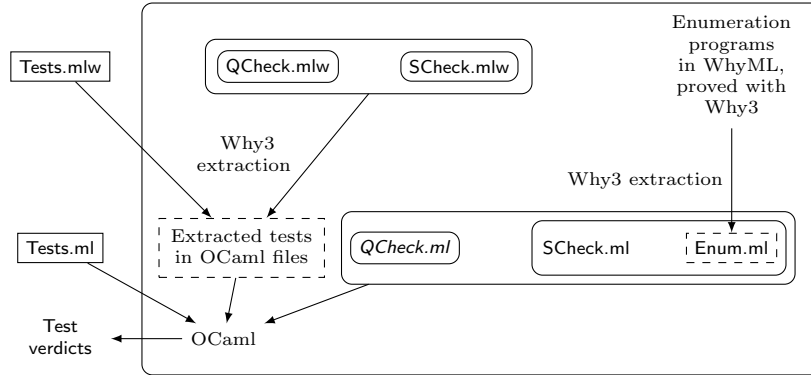 Tests.mlw
QCheck.mlw
SCheck.mlw
Enumeration
programs
in WhyML,
proved with
Why3
Why3
extraction
Why3 extraction
Extracted tests
in OCaml files
Tests.ml
QCheck.ml
SCheck.ml
Enum.ml
Test
verdicts
OCaml